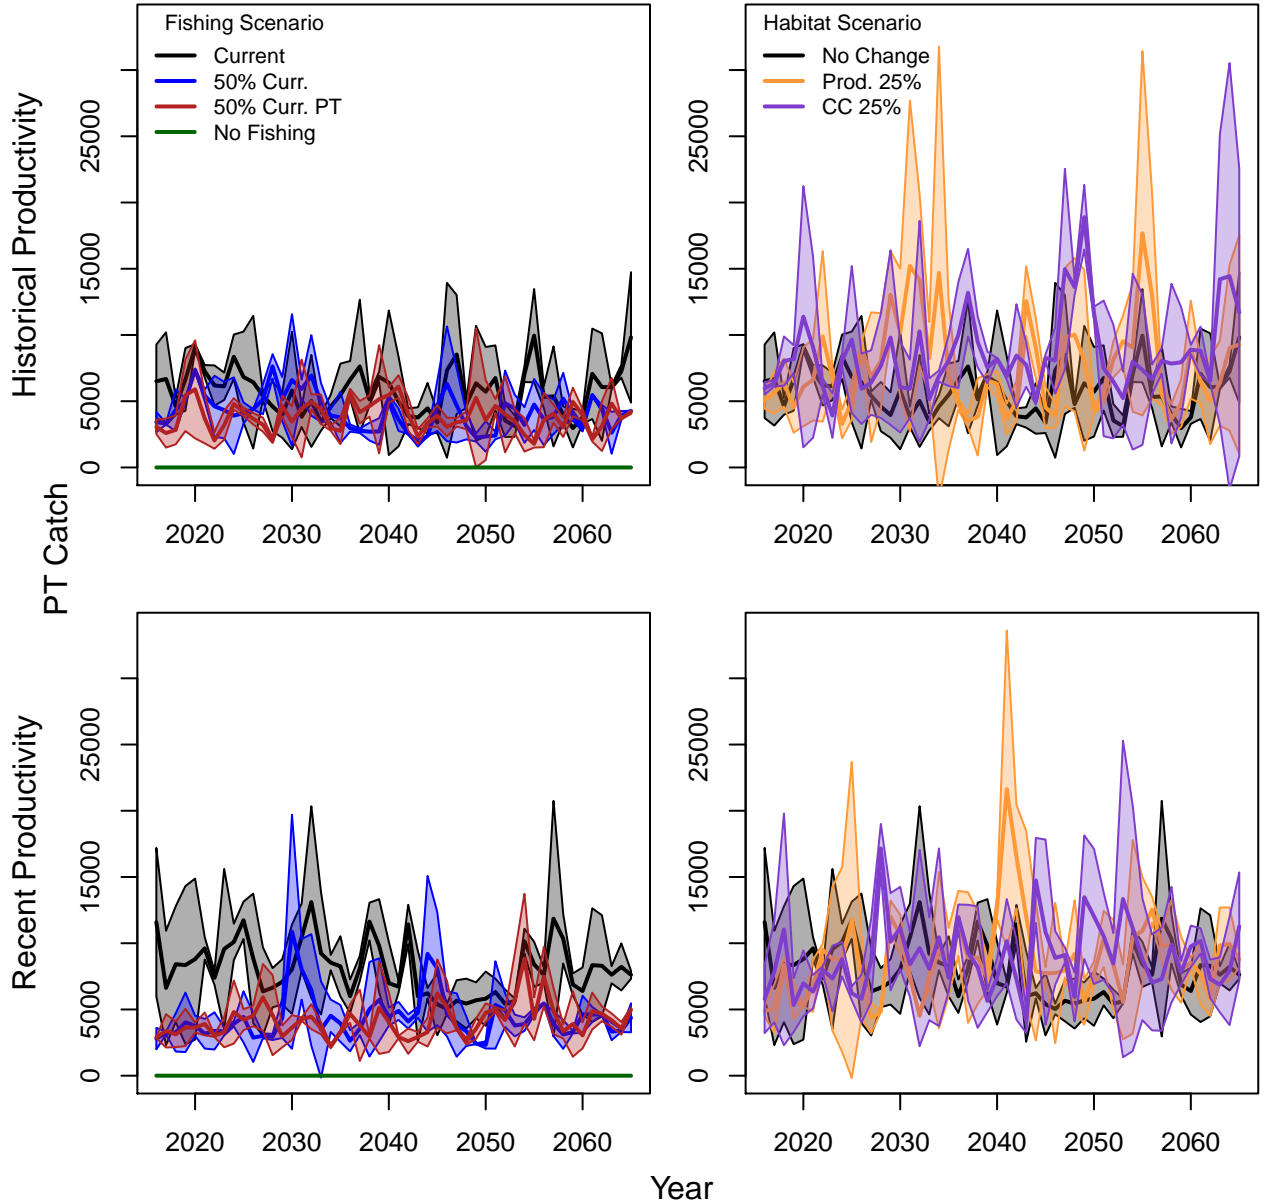 Fishing Scenario
Current
50% Curr.
50% Curr. PT
No Fishing
Habitat Scenario
No Change
Prod. 25%
CC 25%
Historical Productivity
0 5000 15000 25000
0 5000 15000 25000
2020 2030 2040 2050 2060
2020 2030 2040 2050 2060
PT Catch
Recent Productivity
0 5000 15000 25000
0 5000 15000 25000
2020 2030 2040 2050 2060
2020 2030 2040 2050 2060
Year